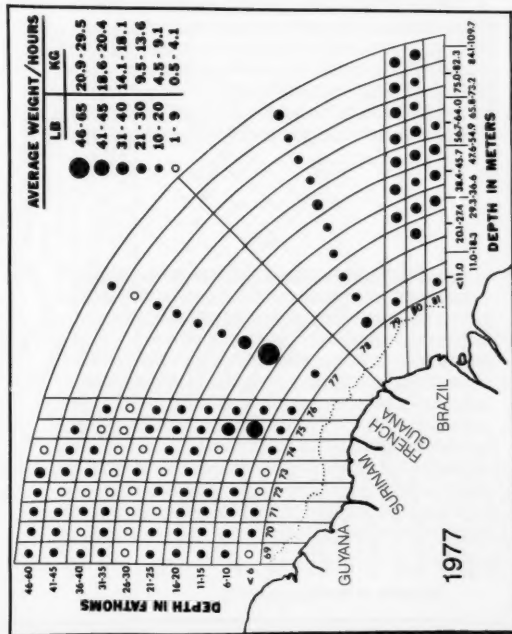 AVERAGE WEIGHT/HOURS
LB KG
46-65 20.9-29.5
41-45 18.6-20.4
31-40 14.1-18.1
21-30 9.5-13.6
10-20 4.5-9.1
1-9 0.5-4.1
DEPTH IN FATHOMS
46-60
41-45
36-40
31-35
26-30
21-25
16-20
11-15
6-10
<6
69 70 71 72 73 74 75 76 77 78 79 80 81
GUYANA
SURINAM
FRENCH
GUIANA
BRAZIL
1977
<11.0 20.1-27.4 38.4-45.7 56.7-64.0 75.0-82.3
11.0-18.3 29.3-36.6 47.6-54.9 65.8-73.2 84.1-109.7
DEPTH IN METERS